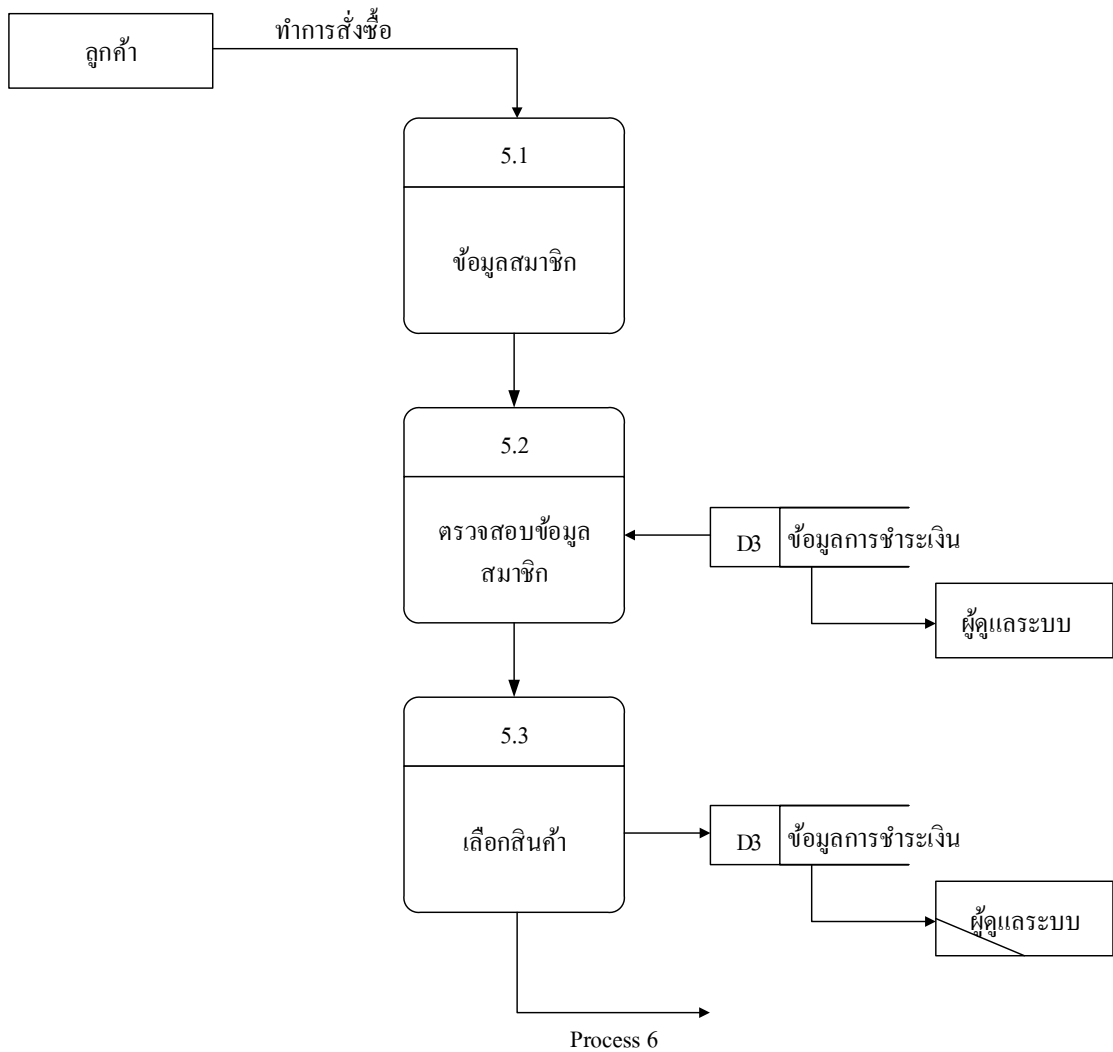 ลูกค้า
ทำการสั่งซื้อ
5.1
ข้อมูลสมาชิก
5.2
ตรวจสอบข้อมูล
สมาชิก
D3
ข้อมูลการชำระเงิน
ผู้ดูแลระบบ
5.3
เลือกสินค้า
D3
ข้อมูลการชำระเงิน
ผู้ดูแลระบบ
Process 6